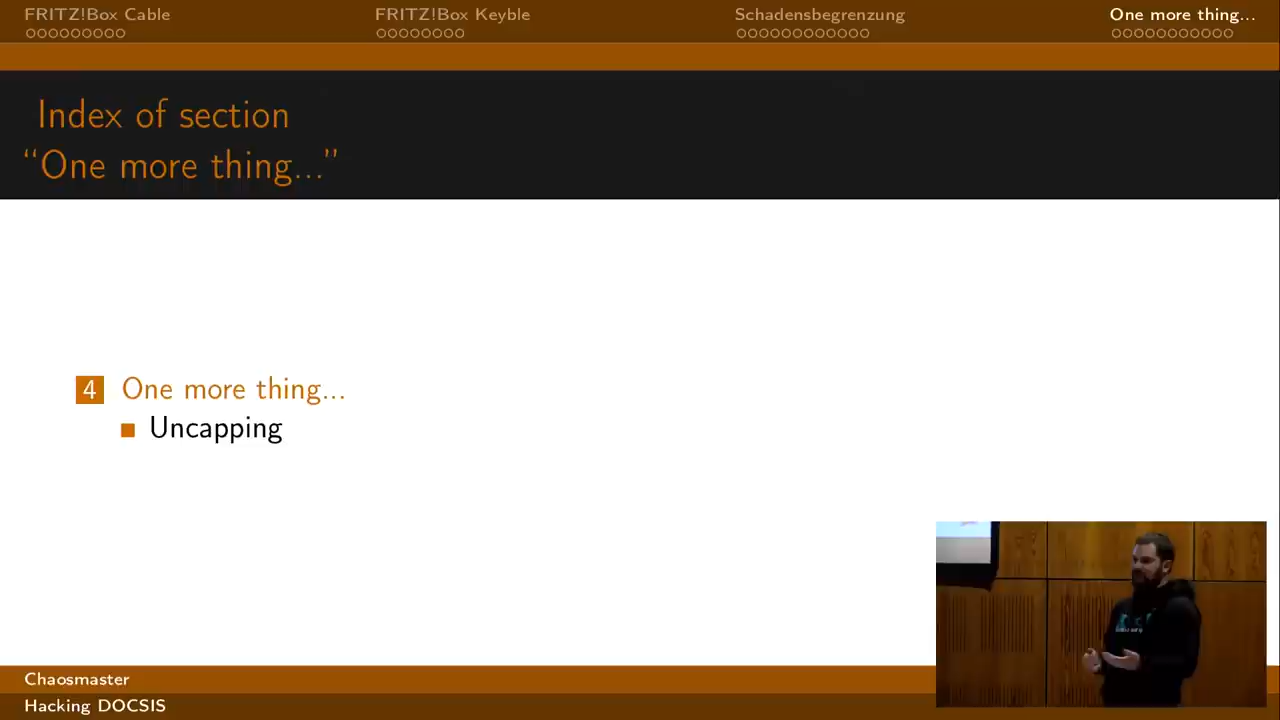 FRITZ!Box Cable
FRITZ!Box Keyble
Schadensbegrenzung
One more thing...
Index of section
“One more thing...”
4 One more thing...
Uncapping
Chaosmaster
Hacking DOCSIS